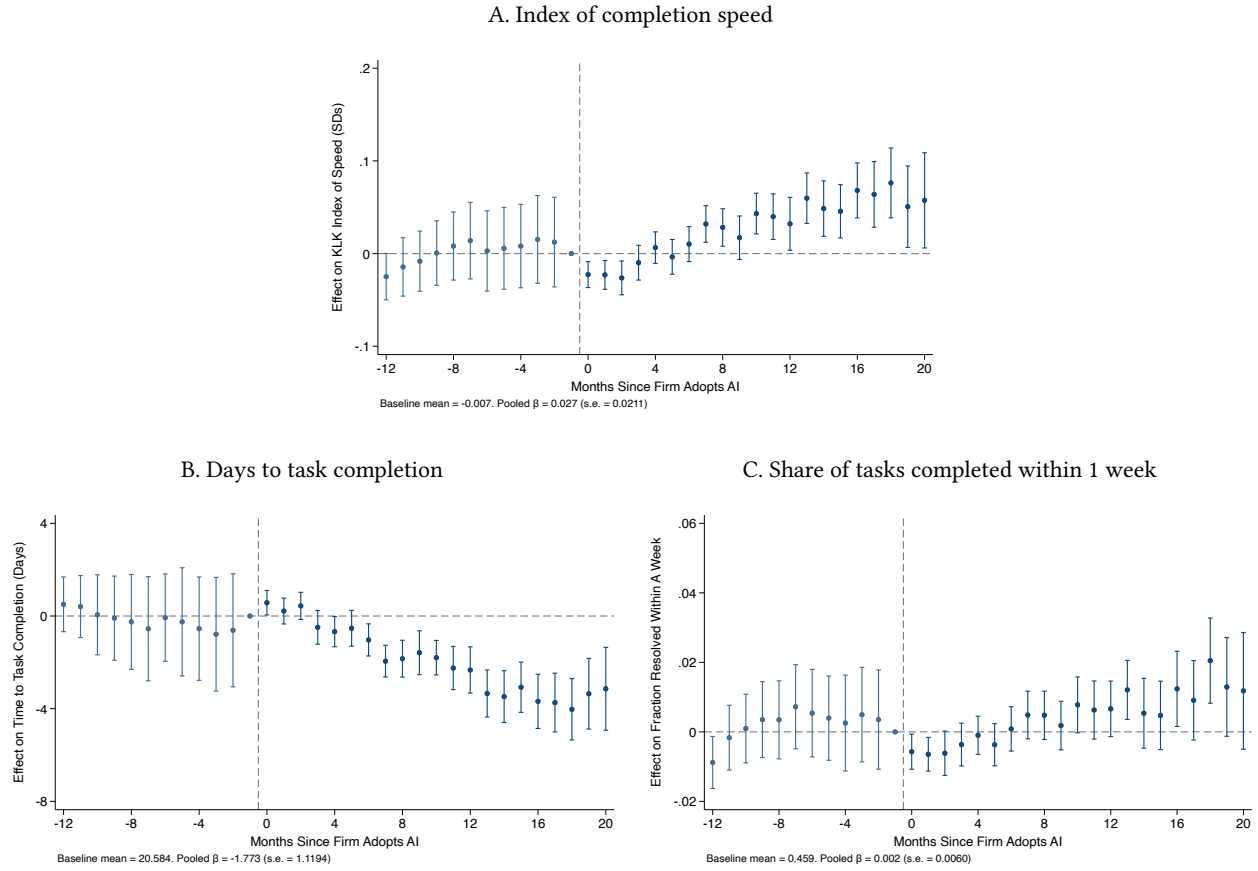 A. Index of completion speed
Effect on KLK Index of Speed (SDs)
.2
.1
0
-.1
-12 -8 -4 0 4 8 12 16 20
Months Since Firm Adopts AI
Baseline mean = -0.007. Pooled β = 0.027 (s.e. = 0.0211)
B. Days to task completion
Effect on Time to Task Completion (Days)
4
0
-4
-8
-12 -8 -4 0 4 8 12 16 20
Months Since Firm Adopts AI
Baseline mean = 20.584. Pooled β = -1.773 (s.e. = 1.1194)
C. Share of tasks completed within 1 week
Effect on Fraction Resolved Within A Week
.06
.04
.02
0
-.02
-12 -8 -4 0 4 8 12 16 20
Months Since Firm Adopts AI
Baseline mean = 0.459. Pooled β = 0.002 (s.e. = 0.0060)